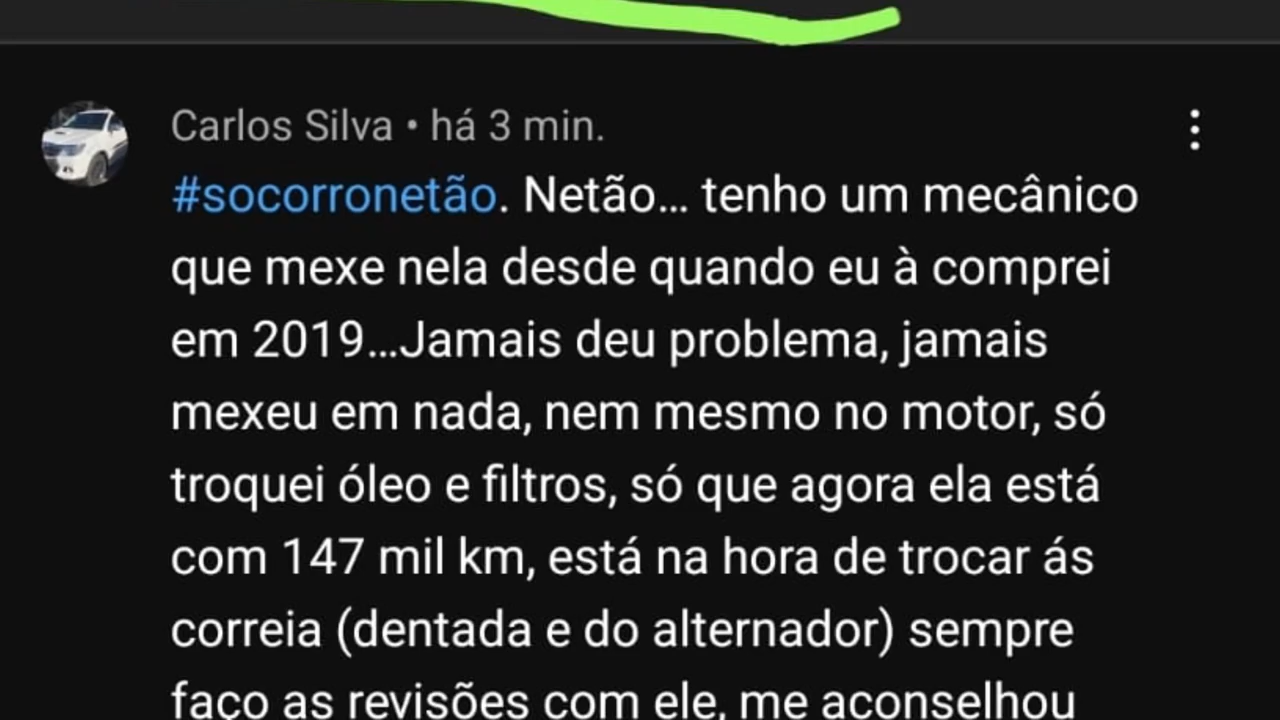 Carlos Silva • há 3 min.
#socorronetão. Netão... tenho um mecânico
que mexe nela desde quando eu à comprei
em 2019...Jamais deu problema, jamais
mexeu em nada, nem mesmo no motor, só
troquei óleo e filtros, só que agora ela está
com 147 mil km, está na hora de trocar ás
correia (dentada e do alternador) sempre
faço as revisões com ele, me aconselhou